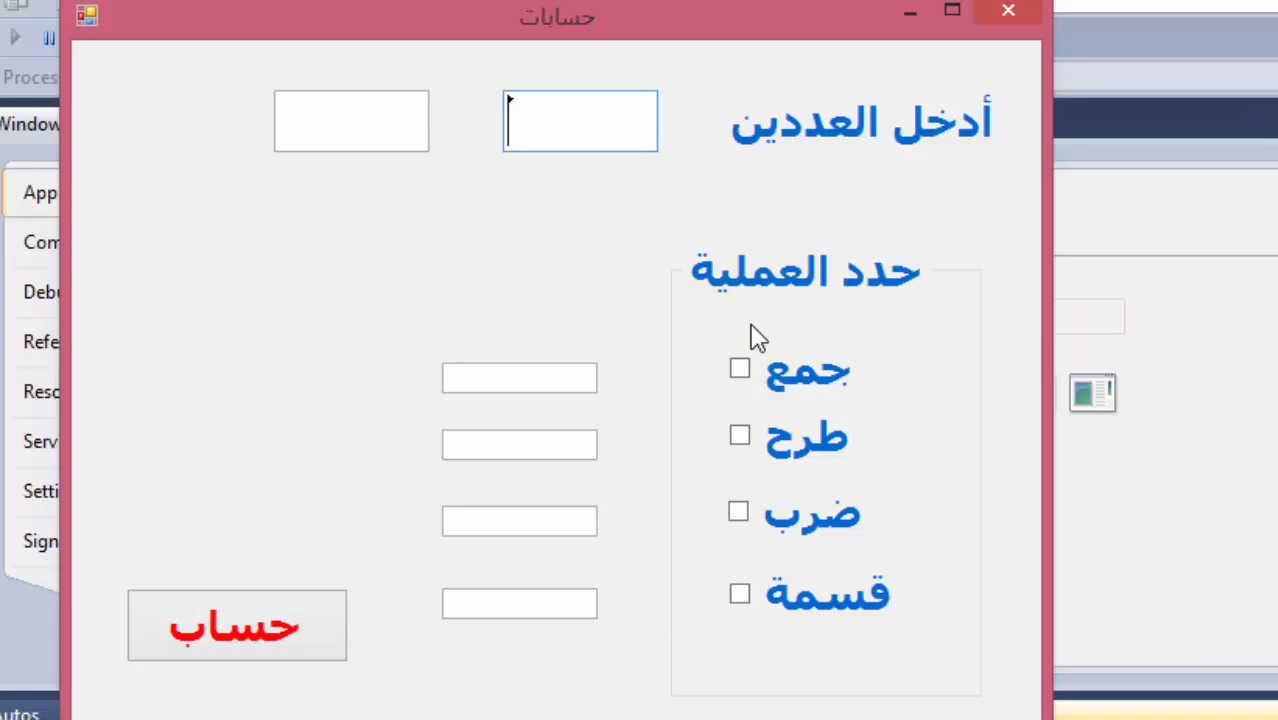 حسابات
Proces
Window
أدخل العددين
App
Com
حدد العملية
Debu
Refe
جمع
Reso
طرح
Serv
Setti
ضرب
Sign
قسمة
حساب
Autos